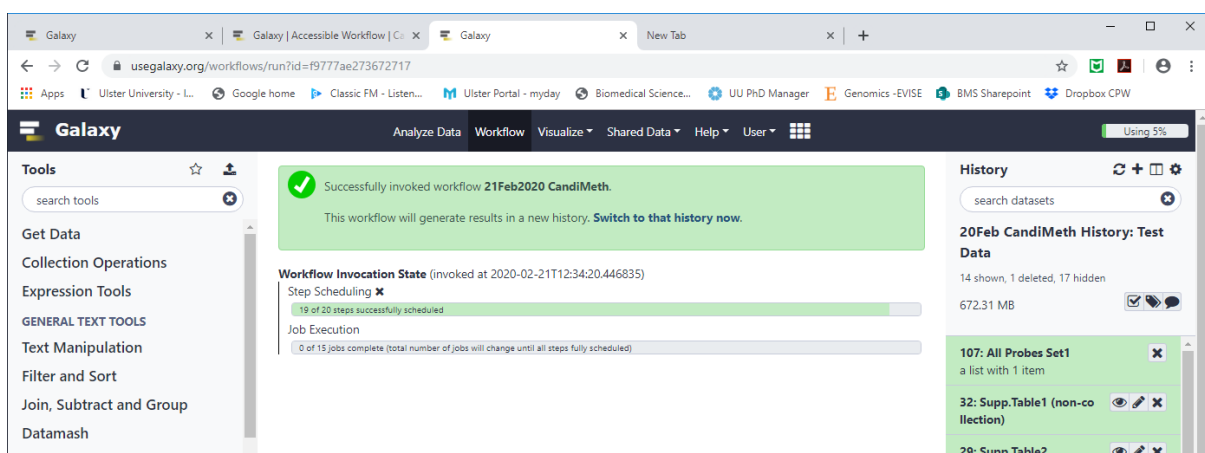 Galaxy
Galaxy | Accessible Workflow | Ca
Galaxy
New Tab
usegalaxy.org/workflows/run?id=f9777ae273672717
Apps
Ulster University - I...
Google home
Classic FM - Listen...
Ulster Portal - myday
Biomedical Science...
UU PhD Manager
Genomics -EVISE
BMS Sharepoint
Dropbox CPW
Galaxy
Analyze Data Workflow Visualize Shared Data Help User
Using 5%
Tools
search tools
Get Data
Collection Operations
Expression Tools
GENERAL TEXT TOOLS
Text Manipulation
Filter and Sort
Join, Subtract and Group
Datamash
Successfully invoked workflow 21Feb2020 CandiMeth.
This workflow will generate results in a new history. Switch to that history now.
Workflow Invocation State (invoked at 2020-02-21T12:34:20.446835)
Step Scheduling
19 of 20 steps successfully scheduled
Job Execution
0 of 15 jobs complete (total number of jobs will change until all steps fully scheduled)
History
search datasets
20Feb CandiMeth History: Test
Data
14 shown, 1 deleted, 17 hidden
672.31 MB
107: All Probes Set1
a list with 1 item
32: Supp.Table1 (non-co
llection)
29: Supp Table2